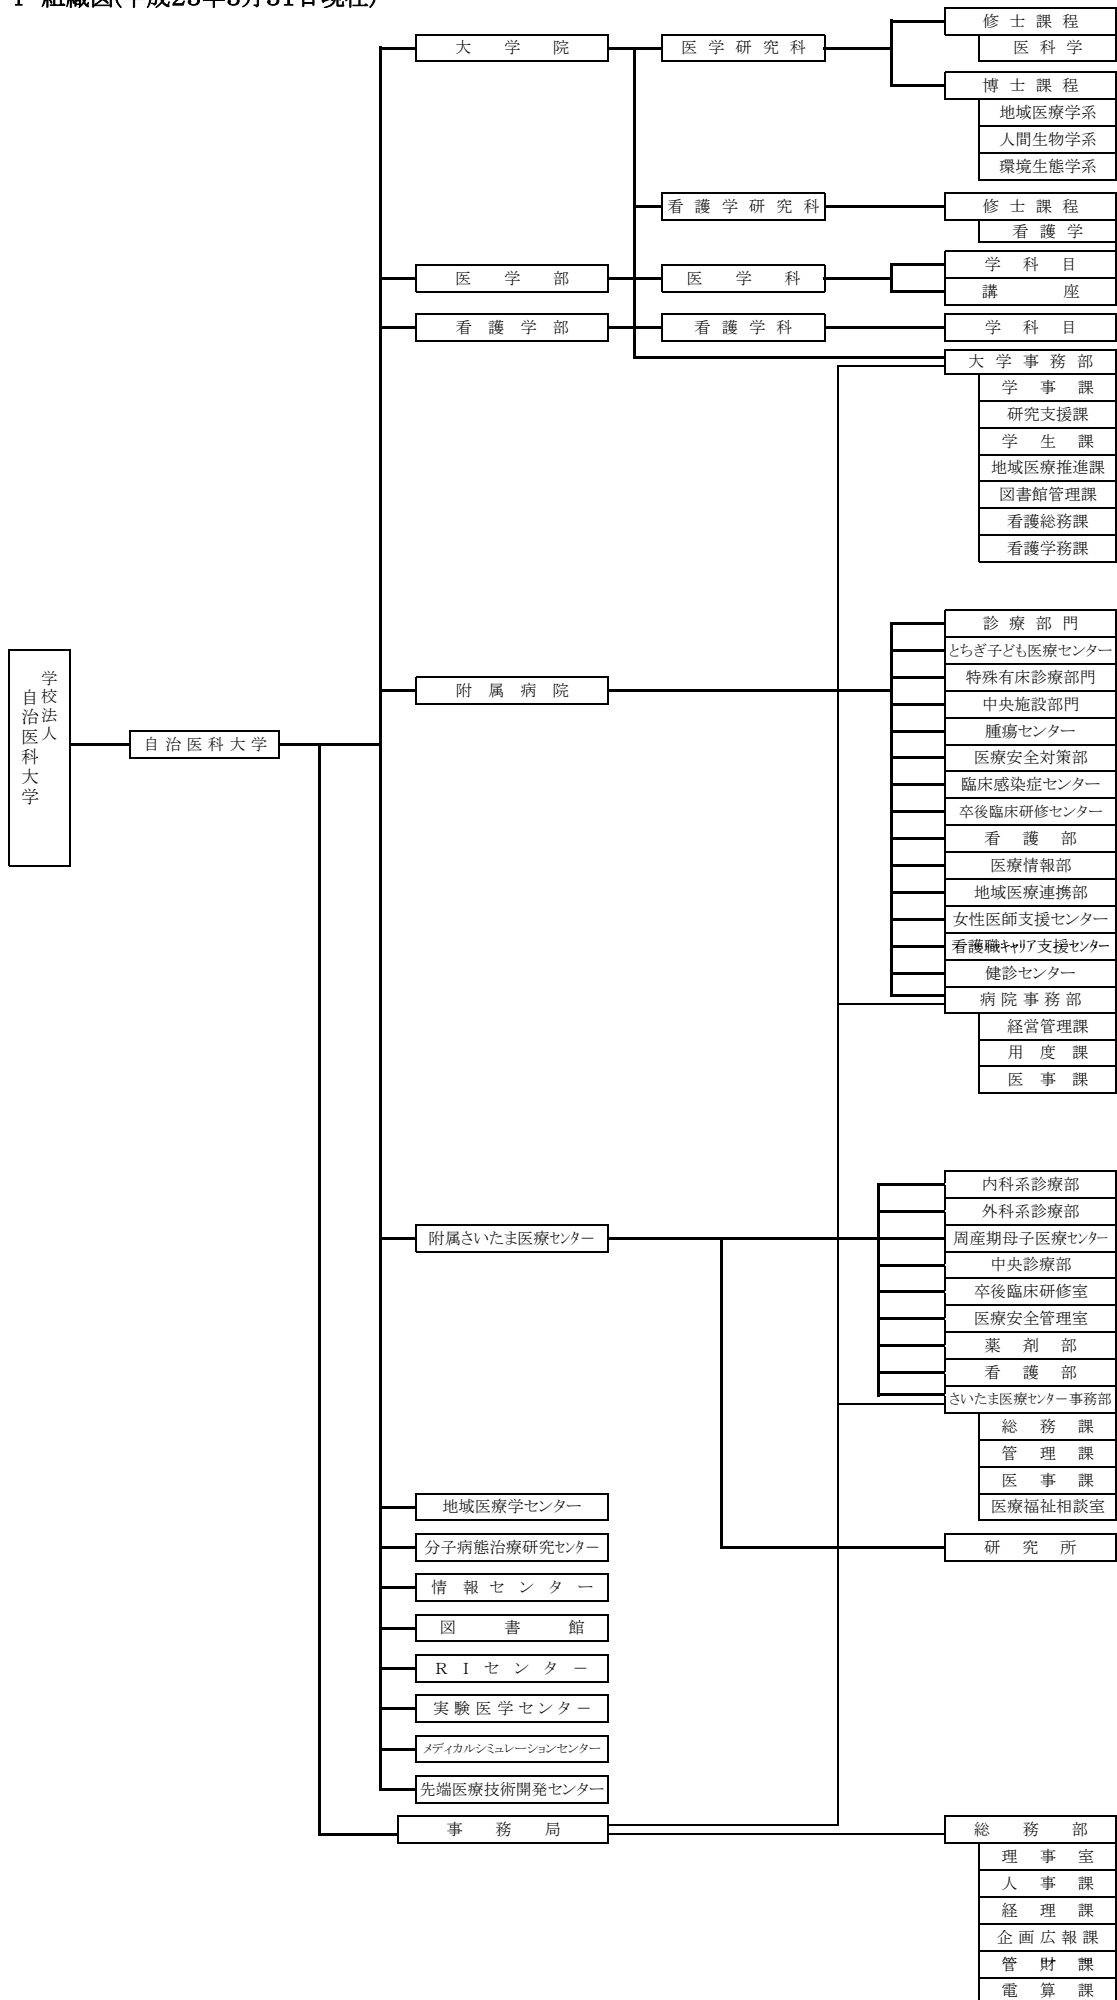 組織図(平成25年5月31日現在)
大学院
医学研究科
修士課程
医科学
博士課程
地域医療学系
人間生物学系
環境生態学系
看護学研究科
修士課程
看護学
医学部
医学科
学科目
講座
看護学部
看護学科
学科目
大学事務部
学事課
研究支援課
学生課
地域医療推進課
図書館管理課
看護総務課
看護学務課
学校法人
自治医科大学
自治医科大学
附属病院
診療部門
とちぎ子ども医療センター
特殊有床診療部門
中央施設部門
腫瘍センター
医療安全対策部
臨床感染症センター
卒後臨床研修センター
看護部
医療情報部
地域医療連携部
女性医師支援センター
看護職キャリア支援センター
健診センター
病院事務部
経営管理課
用度課
医事課
附属さいたま医療センター
内科系診療部
外科系診療部
周産期母子医療センター
中央診療部
卒後臨床研修室
医療安全管理室
薬剤部
看護部
さいたま医療センター事務部
総務課
管理課
医事課
医療福祉相談室
研究所
地域医療学センター
分子病態治療研究センター
情報センター
図書館
RIセンター
実験医学センター
メディカルシミュレーションセンター
先端医療技術開発センター
事務局
総務部
理事室
人事課
経理課
企画広報課
管財課
電算課